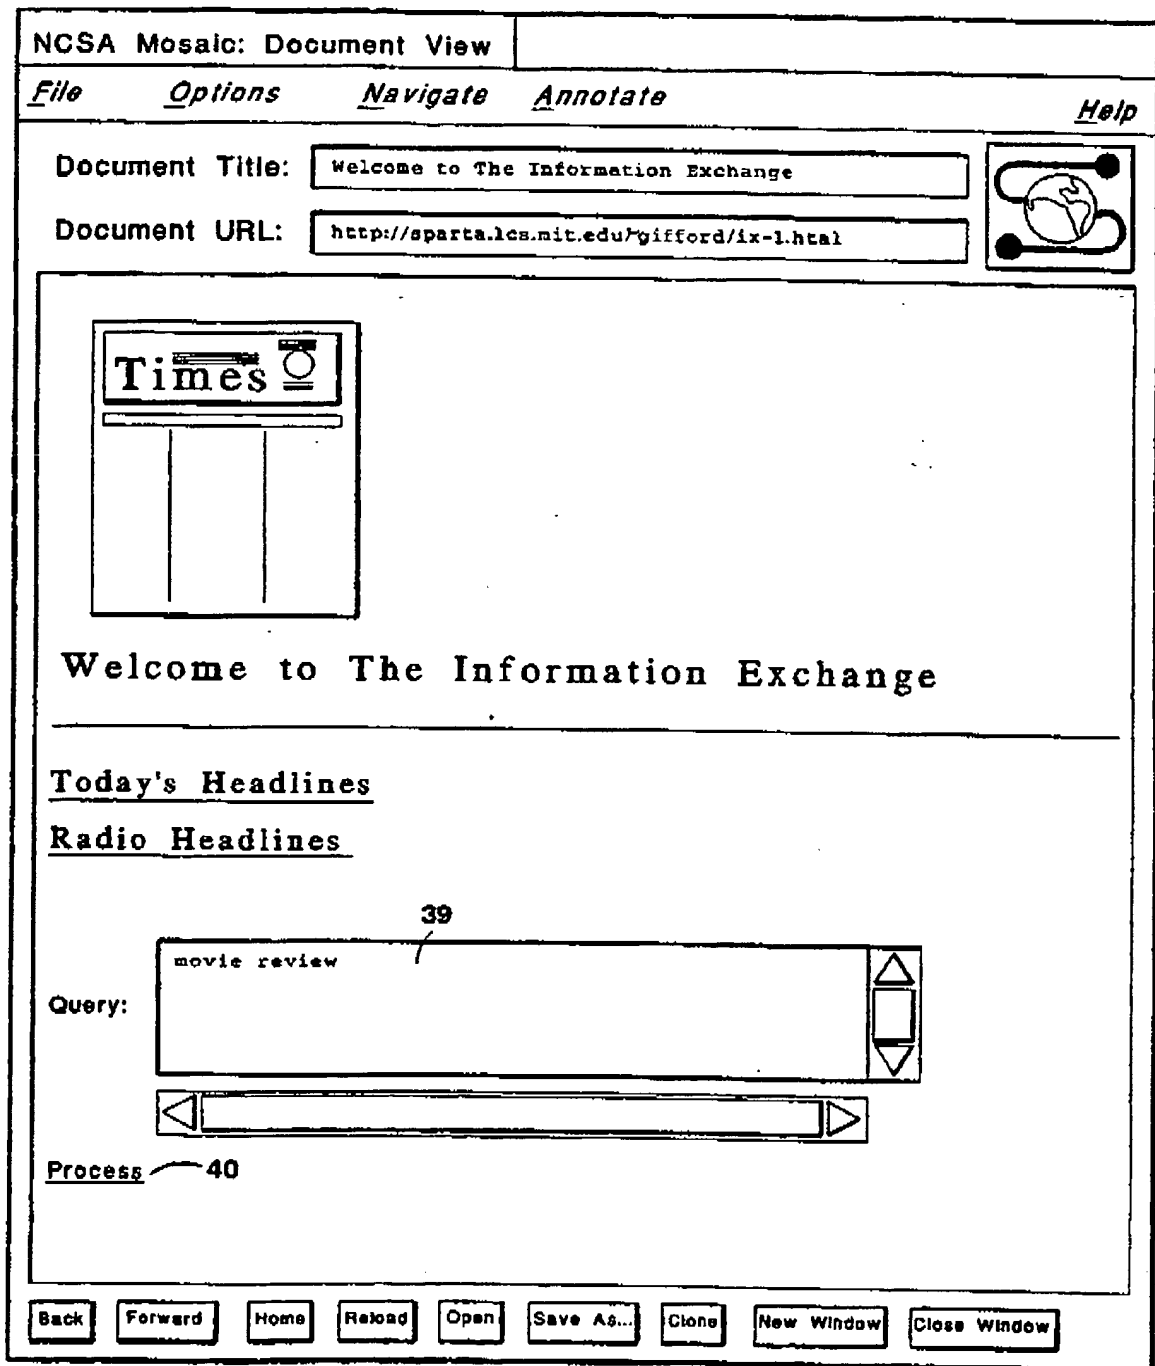 NCSA Mosaic: Document View
File Options Navigate Annotate Help
Document Title: Welcome to The Information Exchange
Document URL: http://sparta.lcs.mit.edu/~gifford/ix-1.html
Times
Welcome to The Information Exchange
Today's Headlines
Radio Headlines
39
movie review
Query:
Process 40
Back Forward Home Reload Open Save As... Clone New Window Close Window